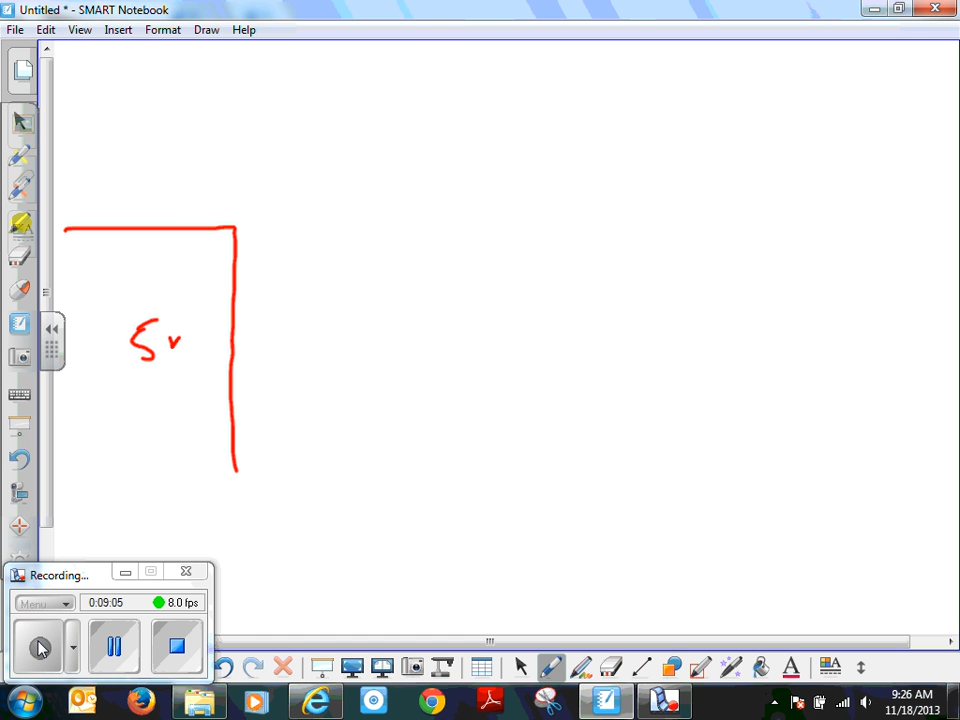 Untitled * - SMART Notebook
File Edit View Insert Format Draw Help
5v
Recording...
Menu 0:09:05 8.0 fps
9:26 AM
11/18/2013